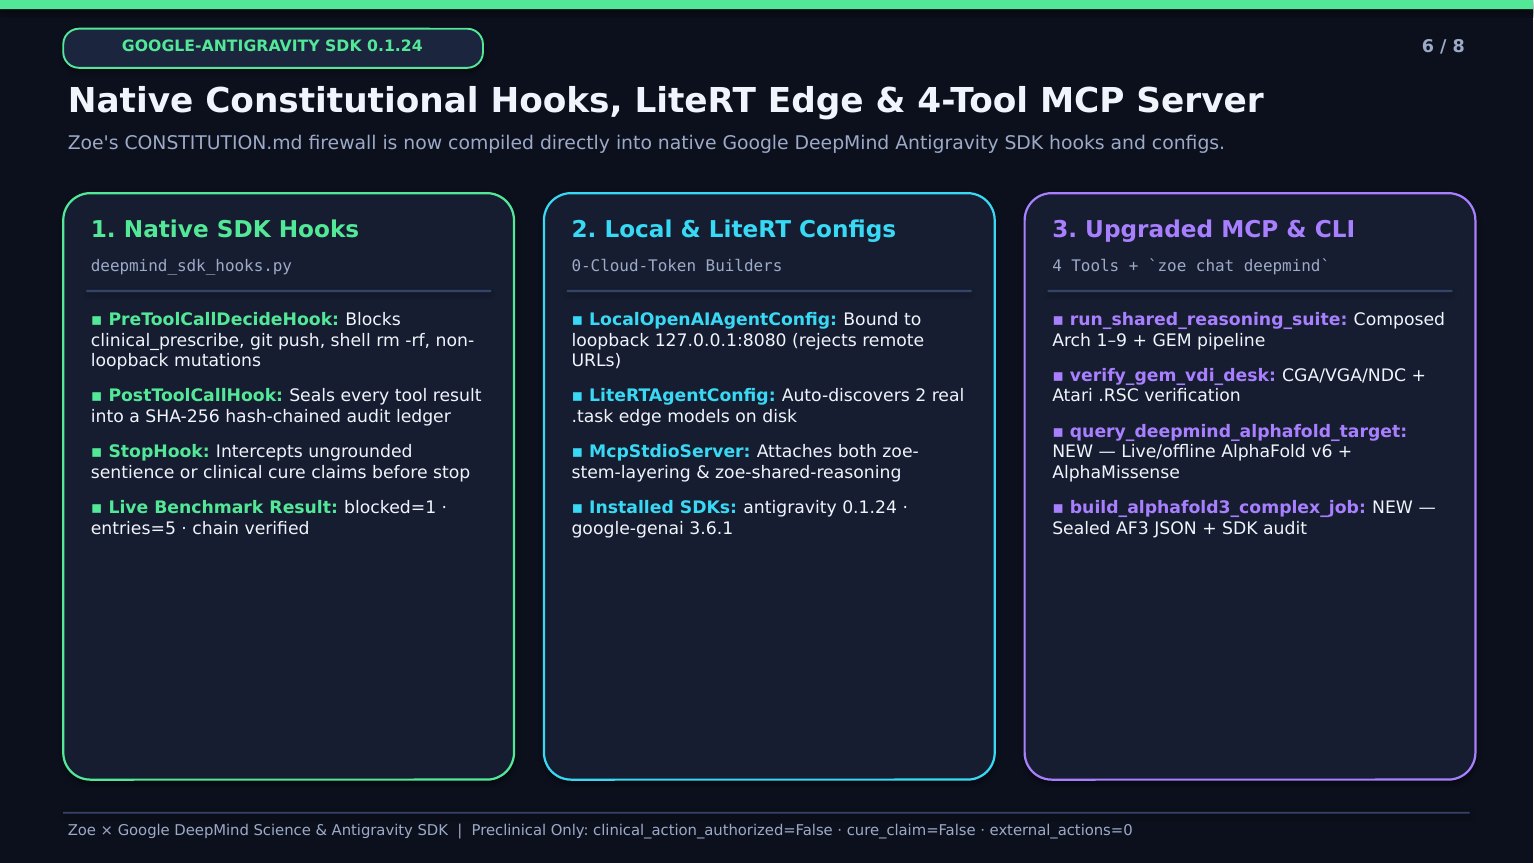 GOOGLE-ANTIGRAVITY SDK 0.1.24
6 / 8
Native Constitutional Hooks, LiteRT Edge & 4-Tool MCP Server
Zoe's CONSTITUTION.md firewall is now compiled directly into native Google DeepMind Antigravity SDK hooks and configs.
1. Native SDK Hooks
deepmind_sdk_hooks.py
▪ PreToolCallDecideHook: Blocks
clinical_prescribe, git push, shell rm -rf, non-
loopback mutations
▪ PostToolCallHook: Seals every tool result
into a SHA-256 hash-chained audit ledger
▪ StopHook: Intercepts ungrounded
sentience or clinical cure claims before stop
▪ Live Benchmark Result: blocked=1 ·
entries=5 · chain verified
2. Local & LiteRT Configs
0-Cloud-Token Builders
▪ LocalOpenAIAgentConfig: Bound to
loopback 127.0.0.1:8080 (rejects remote
URLs)
▪ LiteRTAgentConfig: Auto-discovers 2 real
.task edge models on disk
▪ McpStdioServer: Attaches both zoe-
stem-layering & zoe-shared-reasoning
▪ Installed SDKs: antigravity 0.1.24 ·
google-genai 3.6.1
3. Upgraded MCP & CLI
4 Tools + `zoe chat deepmind`
▪ run_shared_reasoning_suite: Composed
Arch 1–9 + GEM pipeline
▪ verify_gem_vdi_desk: CGA/VGA/NDC +
Atari .RSC verification
▪ query_deepmind_alphafold_target:
NEW — Live/offline AlphaFold v6 +
AlphaMissense
▪ build_alphafold3_complex_job: NEW —
Sealed AF3 JSON + SDK audit
Zoe × Google DeepMind Science & Antigravity SDK | Preclinical Only: clinical_action_authorized=False · cure_claim=False · external_actions=0